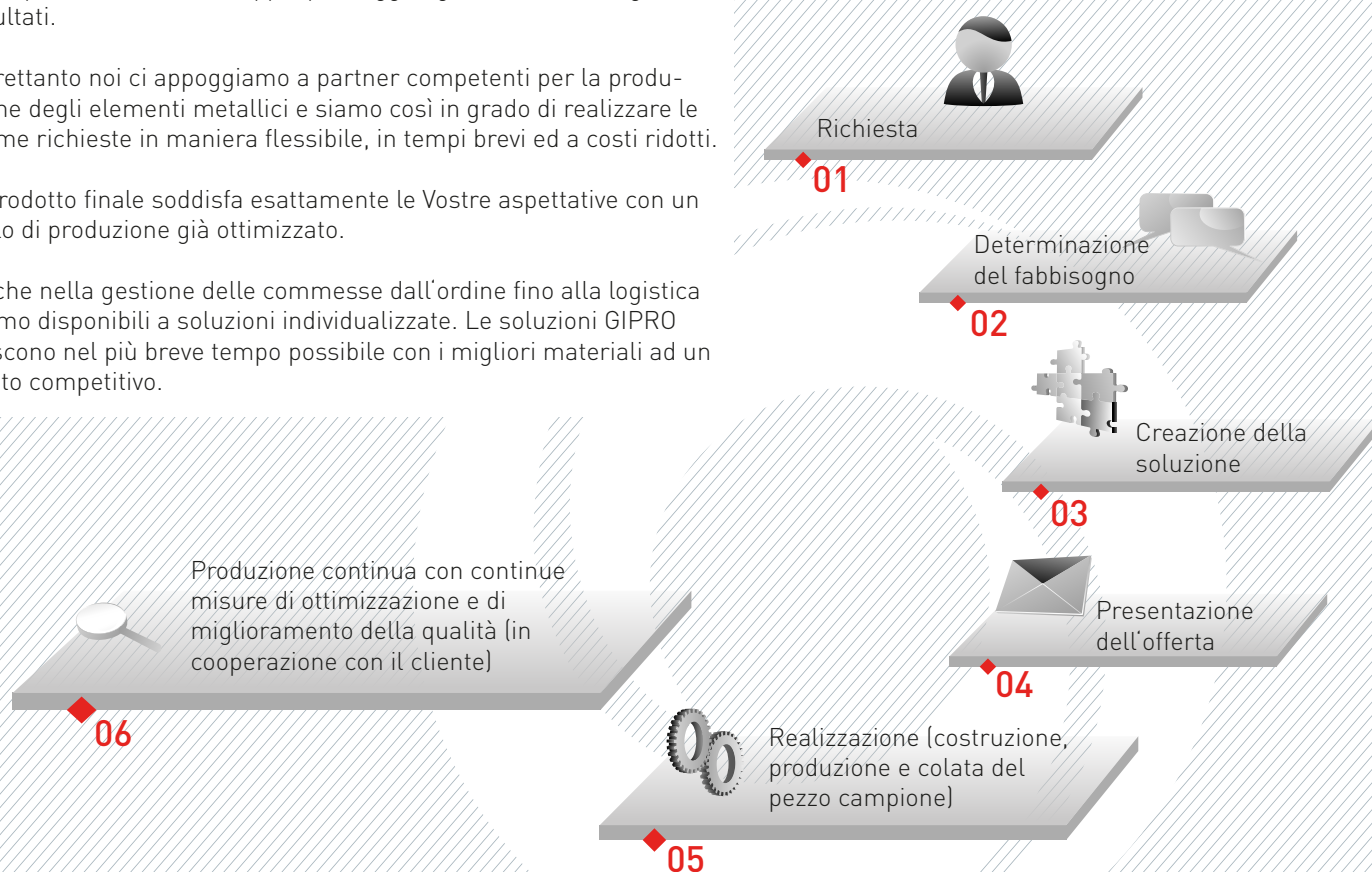 ultati.
rettanto noi ci appoggiamo a partner competenti per la produ-
ne degli elementi metallici e siamo così in grado di realizzare le
me richieste in maniera flessibile, in tempi brevi ed a costi ridotti.
rodotto finale soddisfa esattamente le Vostre aspettative con un
o di produzione già ottimizzato.
che nella gestione delle commesse dall'ordine fino alla logistica
mo disponibili a soluzioni individualizzate. Le soluzioni GIPRO
scono nel più breve tempo possibile con i migliori materiali ad un
to competitivo.
Richiesta
01
Determinazione
del fabbisogno
02
Creazione della
soluzione
03
Presentazione
dell'offerta
04
Realizzazione (costruzione,
produzione e colata del
pezzo campione)
05
Produzione continua con continue
misure di ottimizzazione e di
miglioramento della qualità (in
cooperazione con il cliente)
06